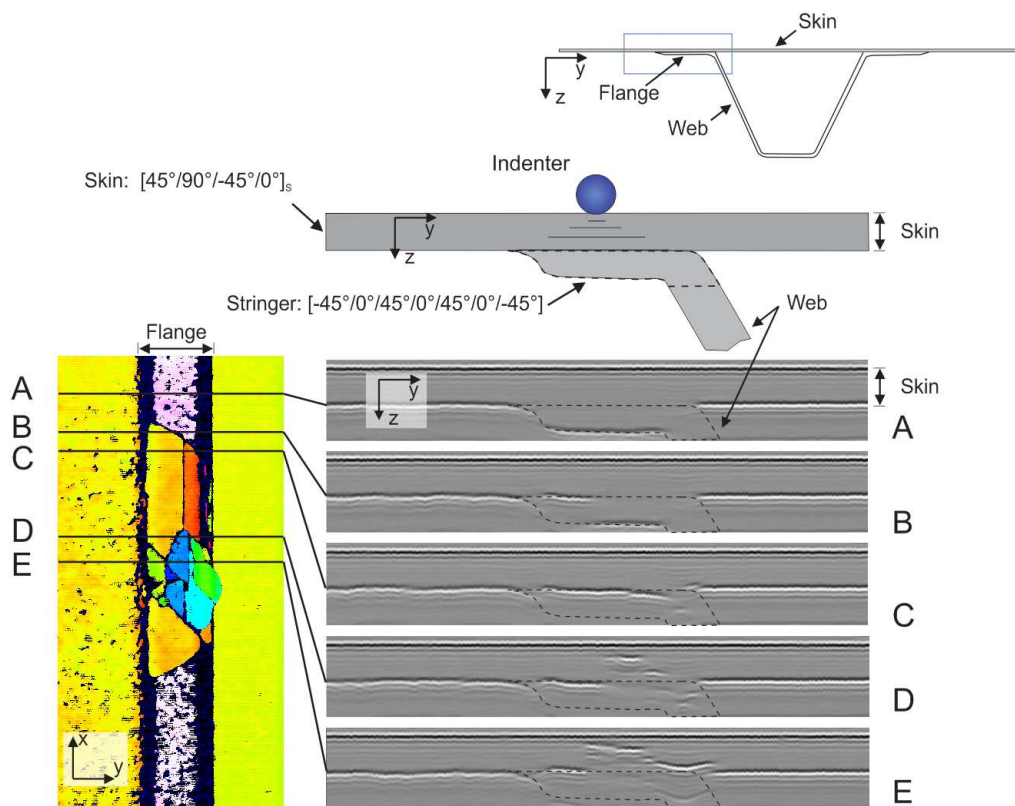 Skin
y
z
Flange
Web
Indenter
Skin: [45°/90°/-45°/0°]s
y
z
Skin
Stringer: [-45°/0°/45°/0°/45°/0°/-45°]
Web
Flange
A
B
C
D
E
x
y
y
z
Skin
A
B
C
D
E